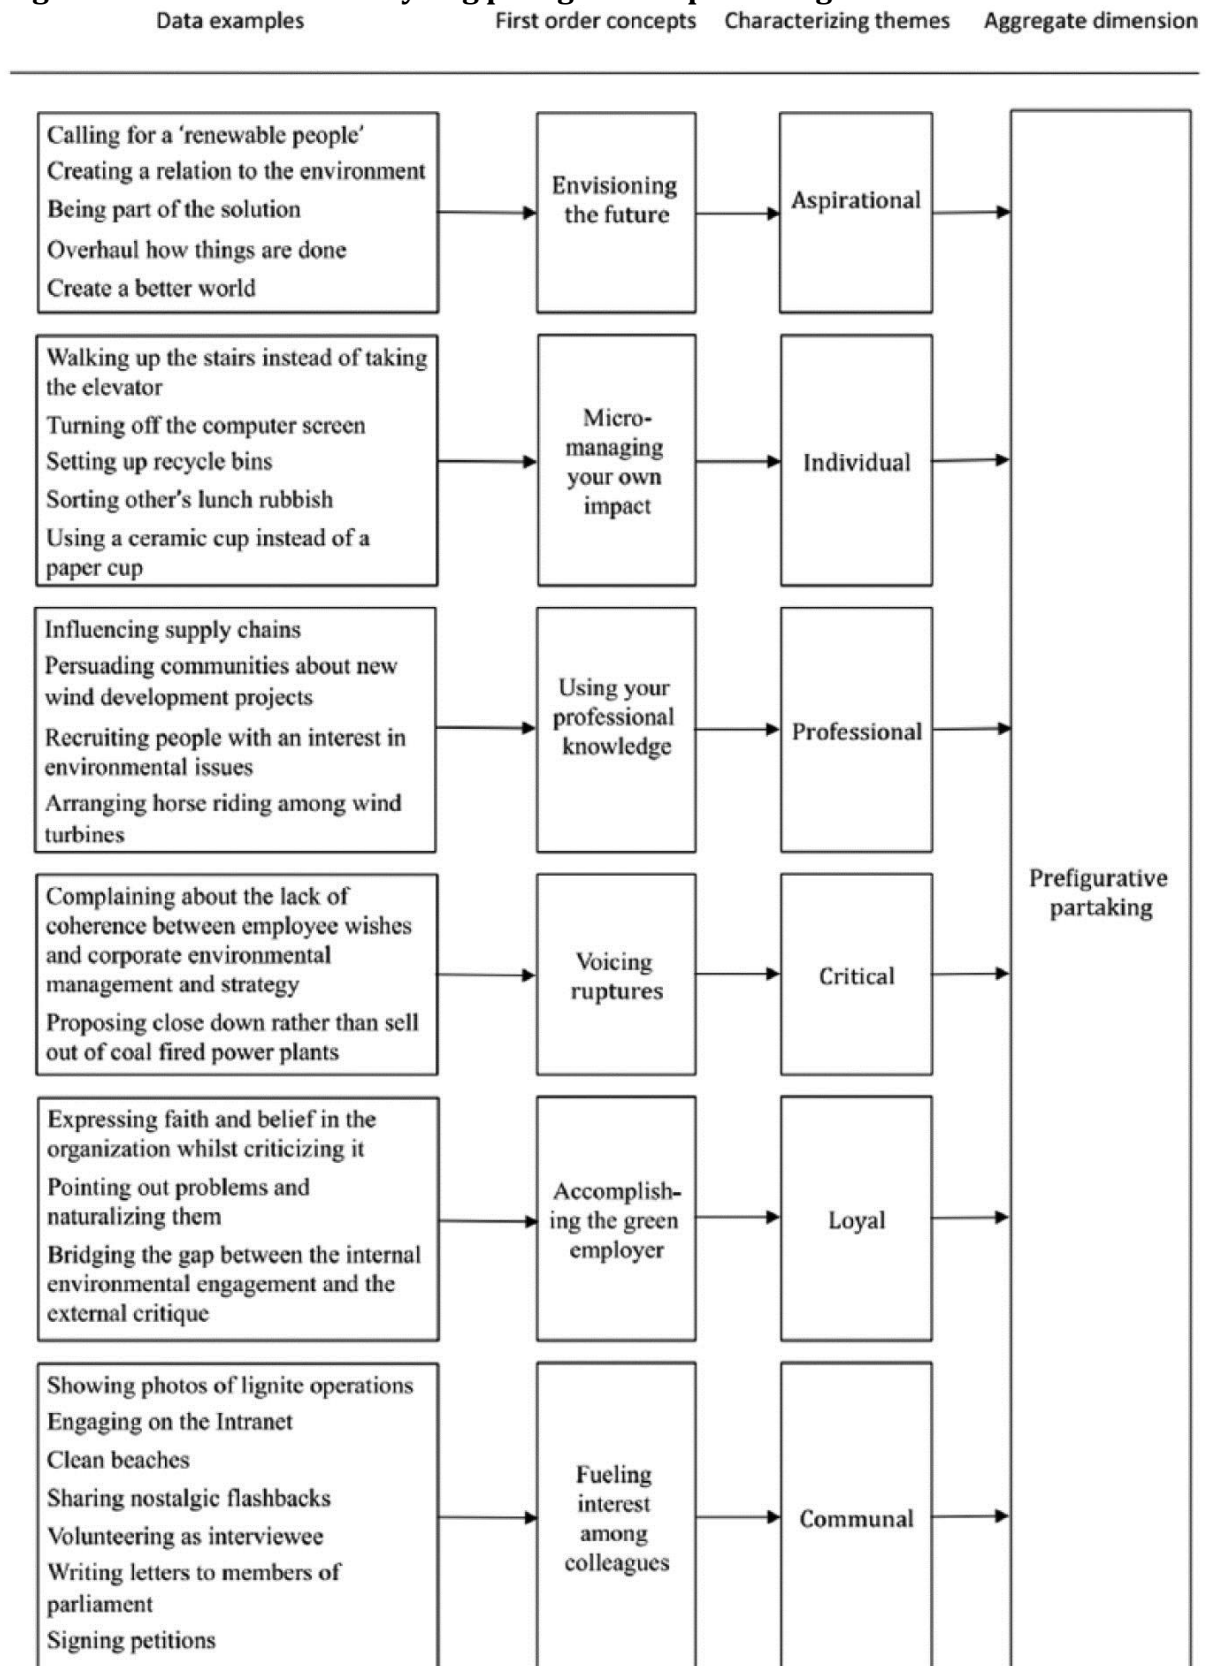 Data examples
First order concepts
Characterizing themes
Aggregate dimension
Calling for a ‘renewable people’
Creating a relation to the environment
Being part of the solution
Overhaul how things are done
Create a better world
Envisioning
the future
Aspirational
Walking up the stairs instead of taking
the elevator
Turning off the computer screen
Setting up recycle bins
Sorting other's lunch rubbish
Using a ceramic cup instead of a
paper cup
Micro-
managing
your own
impact
Individual
Influencing supply chains
Persuading communities about new
wind development projects
Recruiting people with an interest in
environmental issues
Arranging horse riding among wind
turbines
Using your
professional
knowledge
Professional
Complaining about the lack of
coherence between employee wishes
and corporate environmental
management and strategy
Proposing close down rather than sell
out of coal fired power plants
Voicing
ruptures
Critical
Prefigurative
partaking
Expressing faith and belief in the
organization whilst criticizing it
Pointing out problems and
naturalizing them
Bridging the gap between the internal
environmental engagement and the
external critique
Accomplish-
ing the green
employer
Loyal
Showing photos of lignite operations
Engaging on the Intranet
Clean beaches
Sharing nostalgic flashbacks
Volunteering as interviewee
Writing letters to members of
parliament
Signing petitions
Fueling
interest
among
colleagues
Communal